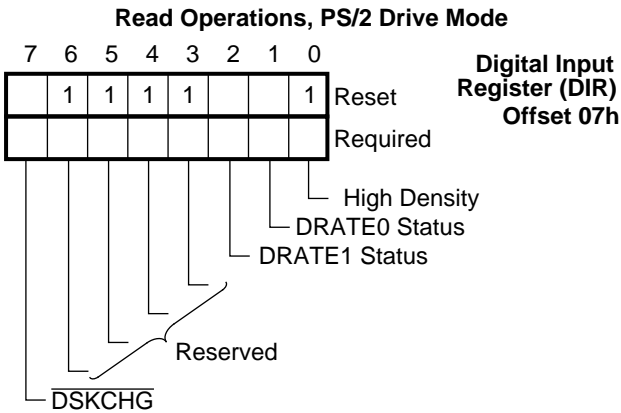 Read Operations, PS/2 Drive Mode
7 6 5 4 3 2 1 0
Digital Input
Register (DIR)
Offset 07h
1 1 1 1 1 Reset
Required
High Density
DRATE0 Status
DRATE1 Status
Reserved
DSKCHG